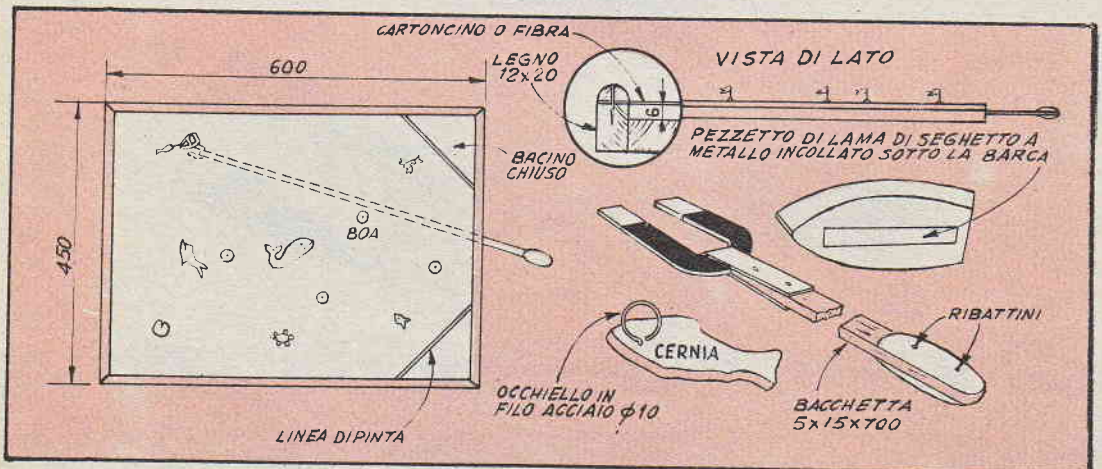 CARTONCINO O FIBRA
LEGNO
12x20
VISTA DI LATO
600
6
PEZZETTO DI LAMA DI SEGHETTO A
METALLO INCOLLATO SOTTO LA BARCA
BACINO
CHIUSO
450
BOA
RIBATTINI
CERNIA
OCCHIELLO IN
FILO ACCIAIO ϕ10
BACCHETTA
5x15x700
LINEA DIPINTA